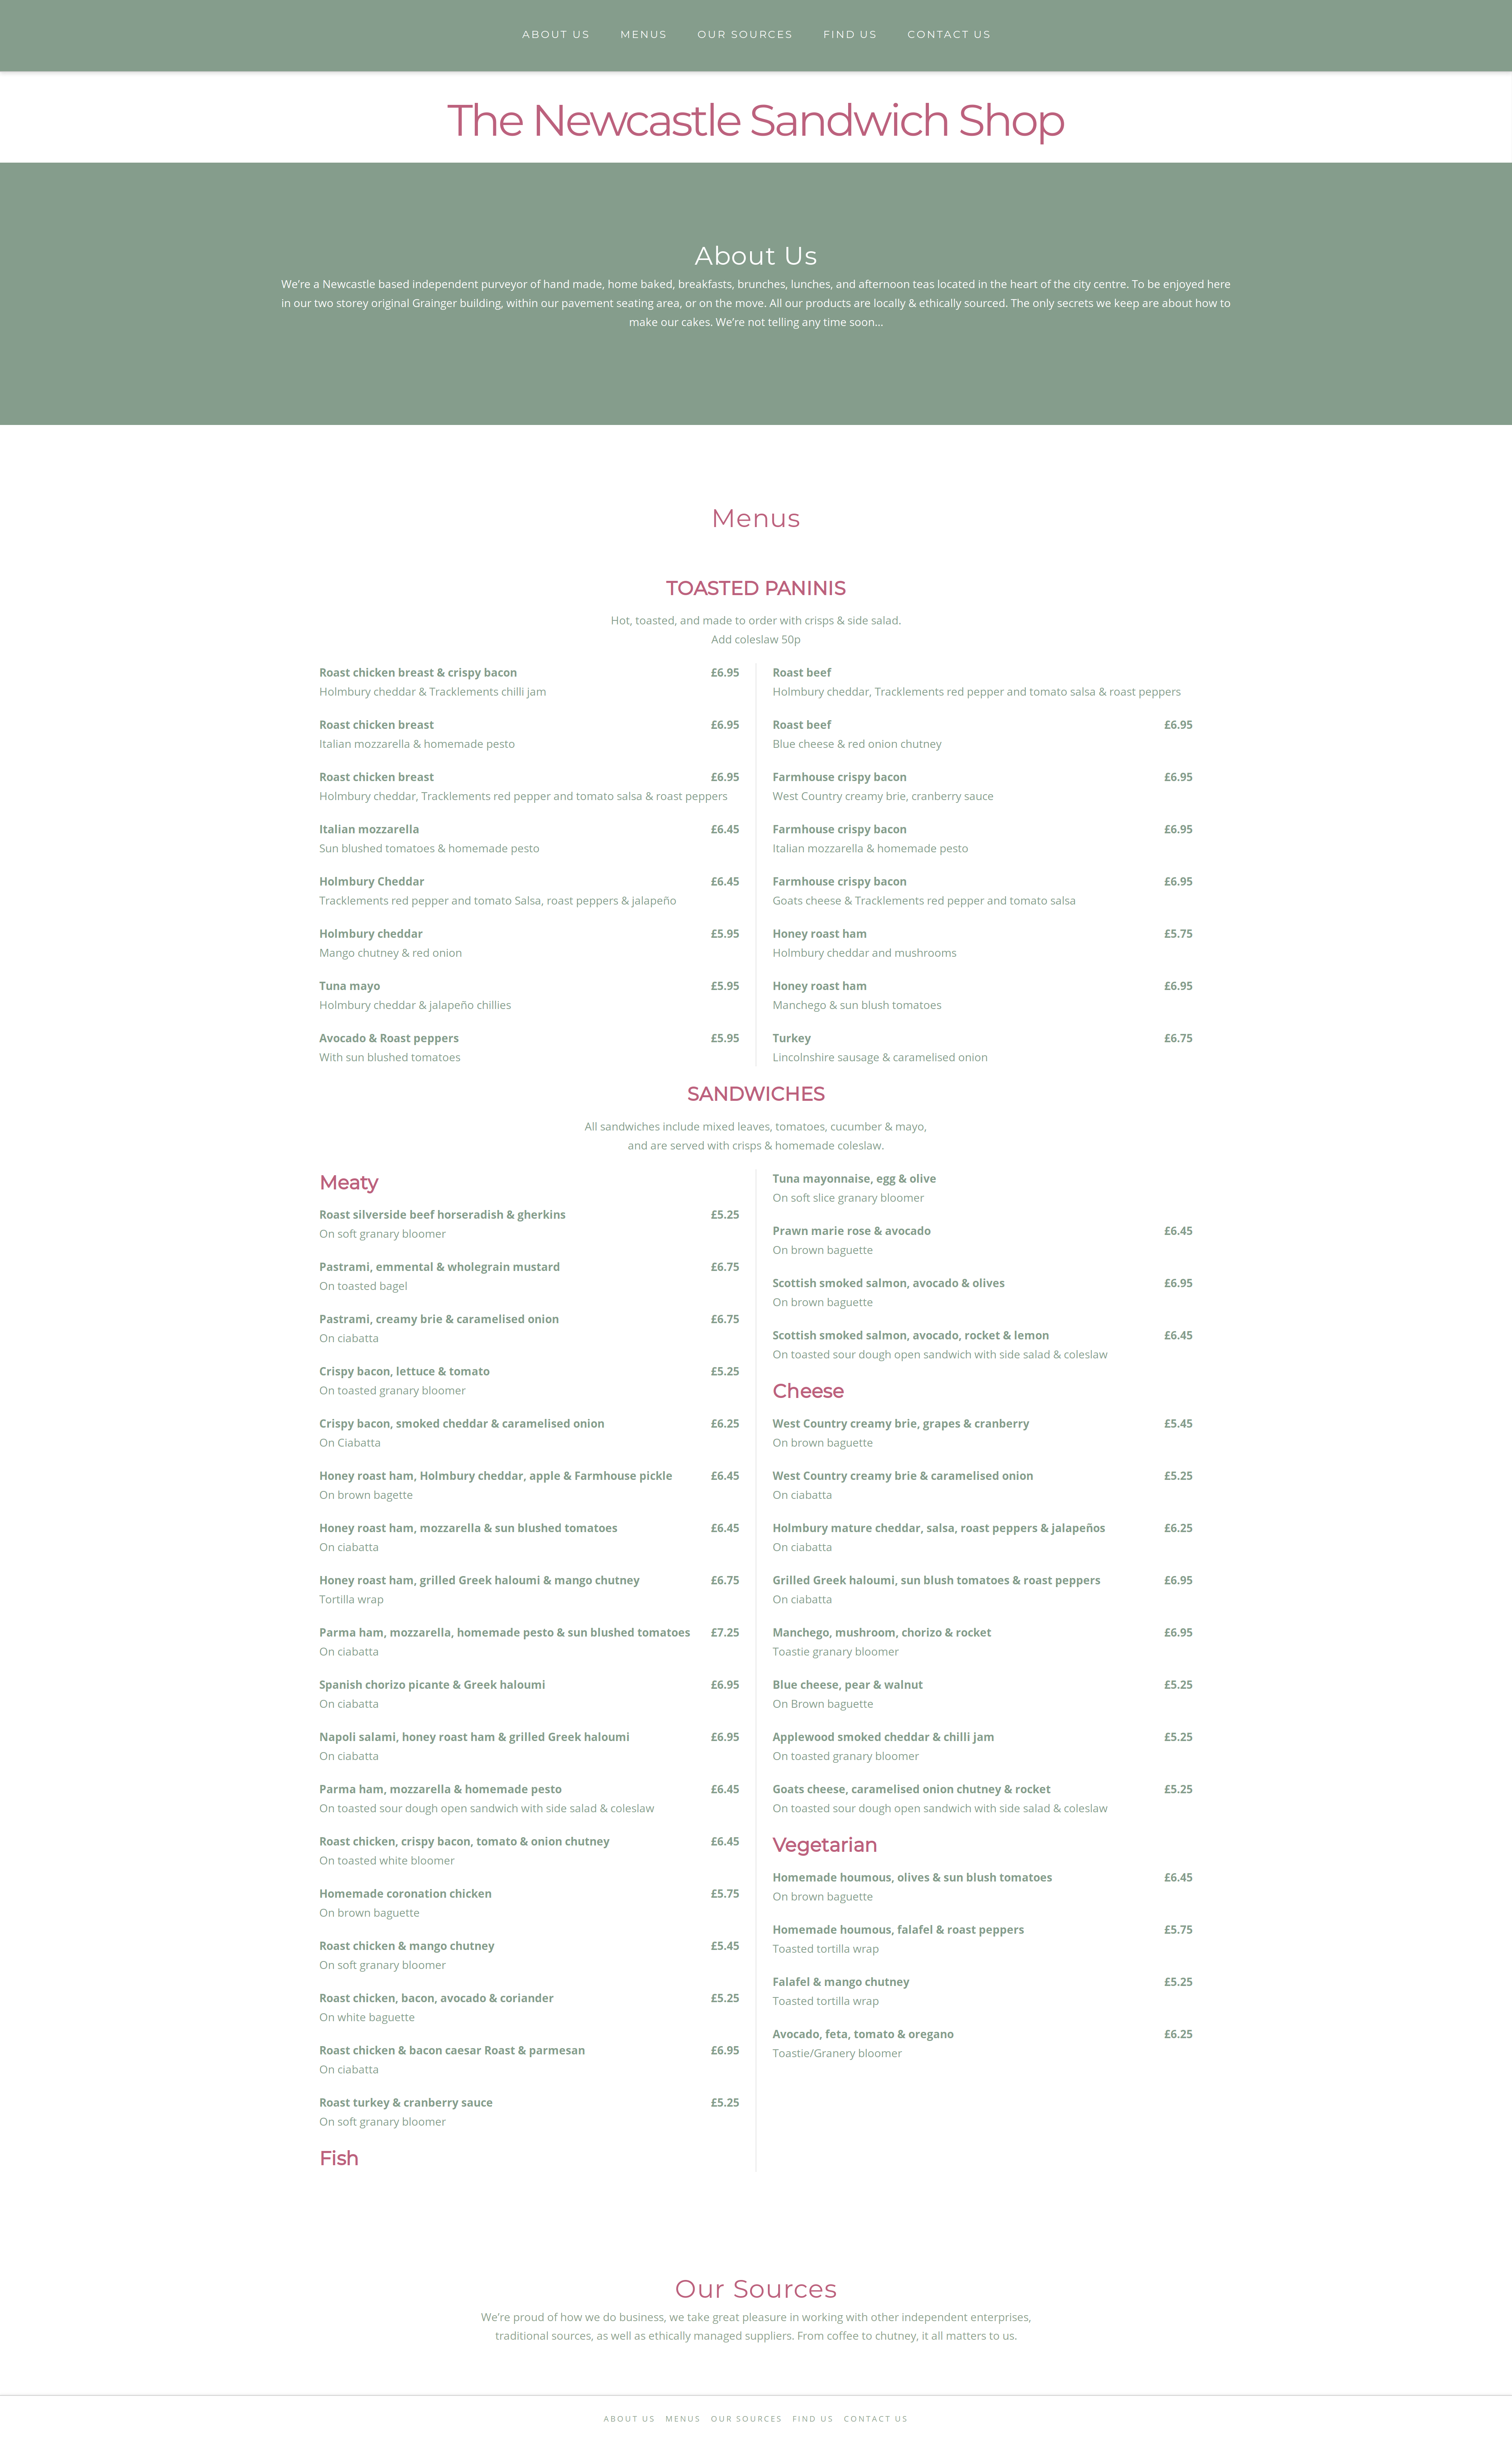 ABOUT US MENUS OUR SOURCES FIND US CONTACT US
The Newcastle Sandwich Shop
About Us
We're a Newcastle based independent purveyor of hand made, home baked, breakfasts, brunches, lunches, and afternoon teas located in the heart of the city centre. To be enjoyed here
in our two storey original Grainger building, within our pavement seating area, or on the move. All our products are locally & ethically sourced. The only secrets we keep are about how to
make our cakes. We're not telling any time soon...
Menus
TOASTED PANINIS
Hot, toasted, and made to order with crisps & side salad.
Add coleslaw 50p
Roast chicken breast & crispy bacon £6.95
Holmbury cheddar & Tracklements chilli jam
Roast chicken breast £6.95
Italian mozzarella & homemade pesto
Roast chicken breast £6.95
Holmbury cheddar, Tracklements red pepper and tomato salsa & roast peppers
Italian mozzarella £6.45
Sun blushed tomatoes & homemade pesto
Holmbury Cheddar £6.45
Tracklements red pepper and tomato Salsa, roast peppers & jalapeño
Holmbury cheddar £5.95
Mango chutney & red onion
Tuna mayo £5.95
Holmbury cheddar & jalapeño chillies
Avocado & Roast peppers £5.95
With sun blushed tomatoes
Roast beef
Holmbury cheddar, Tracklements red pepper and tomato salsa & roast peppers
Roast beef £6.95
Blue cheese & red onion chutney
Farmhouse crispy bacon £6.95
West Country creamy brie, cranberry sauce
Farmhouse crispy bacon £6.95
Italian mozzarella & homemade pesto
Farmhouse crispy bacon £6.95
Goats cheese & Tracklements red pepper and tomato salsa
Honey roast ham £5.75
Holmbury cheddar and mushrooms
Honey roast ham £6.95
Manchego & sun blush tomatoes
Turkey £6.75
Lincolnshire sausage & caramelised onion
SANDWICHES
All sandwiches include mixed leaves, tomatoes, cucumber & mayo,
and are served with crisps & homemade coleslaw.
Meaty
Roast silverside beef horseradish & gherkins £5.25
On soft granary bloomer
Pastrami, emmental & wholegrain mustard £6.75
On toasted bagel
Pastrami, creamy brie & caramelised onion £6.75
On ciabatta
Crispy bacon, lettuce & tomato £5.25
On toasted granary bloomer
Crispy bacon, smoked cheddar & caramelised onion £6.25
On Ciabatta
Honey roast ham, Holmbury cheddar, apple & Farmhouse pickle £6.45
On brown bagette
Honey roast ham, mozzarella & sun blushed tomatoes £6.45
On ciabatta
Honey roast ham, grilled Greek haloumi & mango chutney £6.75
Tortilla wrap
Parma ham, mozzarella, homemade pesto & sun blushed tomatoes £7.25
On ciabatta
Spanish chorizo picante & Greek haloumi £6.95
On ciabatta
Napoli salami, honey roast ham & grilled Greek haloumi £6.95
On ciabatta
Parma ham, mozzarella & homemade pesto £6.45
On toasted sour dough open sandwich with side salad & coleslaw
Roast chicken, crispy bacon, tomato & onion chutney £6.45
On toasted white bloomer
Homemade coronation chicken £5.75
On brown baguette
Roast chicken & mango chutney £5.45
On soft granary bloomer
Roast chicken, bacon, avocado & coriander £5.25
On white baguette
Roast chicken & bacon caesar Roast & parmesan £6.95
On ciabatta
Roast turkey & cranberry sauce £5.25
On soft granary bloomer
Fish
Tuna mayonnaise, egg & olive
On soft slice granary bloomer
Prawn marie rose & avocado £6.45
On brown baguette
Scottish smoked salmon, avocado & olives £6.95
On brown baguette
Scottish smoked salmon, avocado, rocket & lemon £6.45
On toasted sour dough open sandwich with side salad & coleslaw
Cheese
West Country creamy brie, grapes & cranberry £5.45
On brown baguette
West Country creamy brie & caramelised onion £5.25
On ciabatta
Holmbury mature cheddar, salsa, roast peppers & jalapeños £6.25
On ciabatta
Grilled Greek haloumi, sun blush tomatoes & roast peppers £6.95
On ciabatta
Manchego, mushroom, chorizo & rocket £6.95
Toastie granary bloomer
Blue cheese, pear & walnut £5.25
On Brown baguette
Applewood smoked cheddar & chilli jam £5.25
On toasted granary bloomer
Goats cheese, caramelised onion chutney & rocket £5.25
On toasted sour dough open sandwich with side salad & coleslaw
Vegetarian
Homemade houmous, olives & sun blush tomatoes £6.45
On brown baguette
Homemade houmous, falafel & roast peppers £5.75
Toasted tortilla wrap
Falafel & mango chutney £5.25
Toasted tortilla wrap
Avocado, feta, tomato & oregano £6.25
Toastie/Granery bloomer
Our Sources
We're proud of how we do business, we take great pleasure in working with other independent enterprises,
traditional sources, as well as ethically managed suppliers. From coffee to chutney, it all matters to us.
ABOUT US MENUS OUR SOURCES FIND US CONTACT US